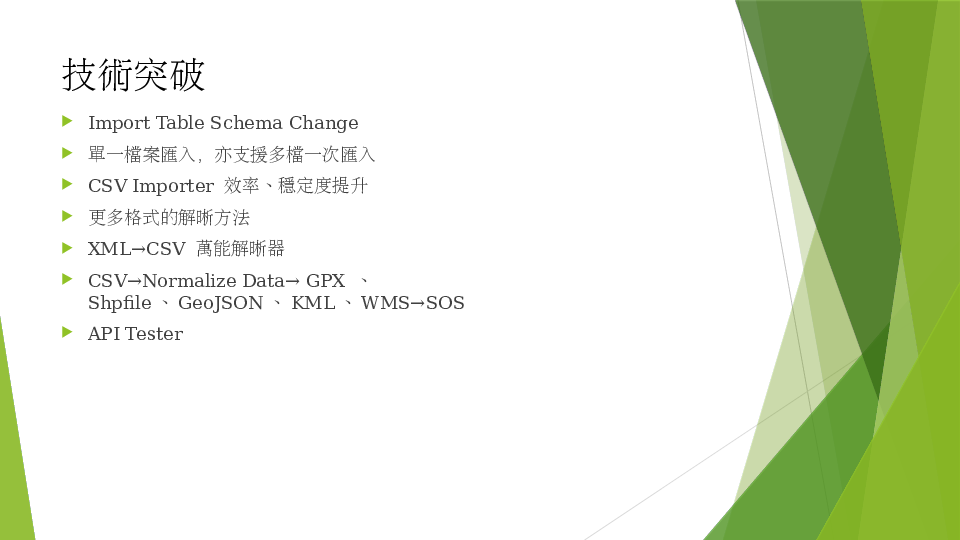 技術突破
Import Table Schema Change
單一檔案匯入，亦支援多檔一次匯入
CSV Importer 效率、穩定度提升
更多格式的解晰方法
XML→CSV 萬能解晰器
CSV→Normalize Data→ GPX 、
Shpfile 、 GeoJSON 、 KML 、 WMS→SOS
API Tester